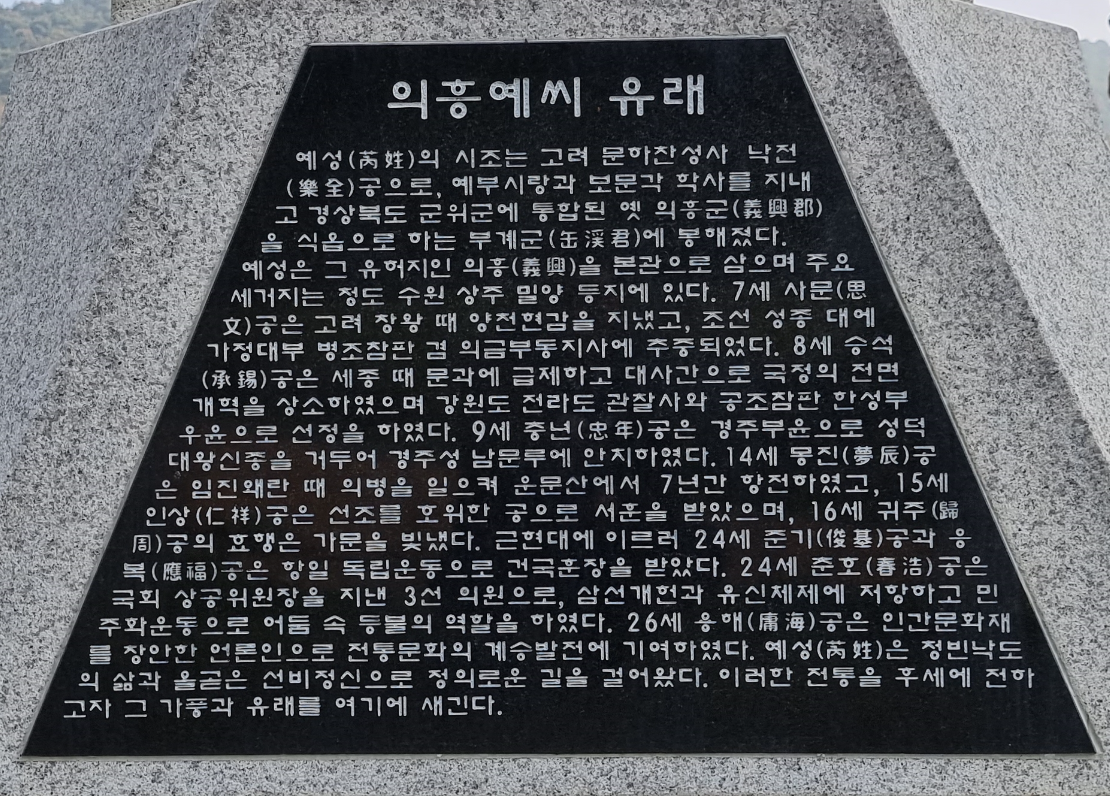 의흥예씨 유래
예성(芮姓)의 시조는 고려 문하찬성사 낙전
(樂全)공으로, 예부시랑과 보문각 학사를 지내
고 경상북도 군위군에 통합된 옛 의흥군(義興郡)
을 식읍으로 하는 부계군(缶溪君)에 봉해졌다.
예성은 그 유허지인 의흥(義興)을 본관으로 삼으며 주요
세거지는 청도 수원 상주 밀양 등지에 있다. 7세 사문(思
文)공은 고려 창왕 때 양천현감을 지냈고, 조선 성종 대에
가정대부 병조참판 겸 의금부동지사에 추증되었다. 8세 승석
(承錫)공은 세종 때 문과에 급제하고 대사간으로 국정의 전면
개혁을 상소하였으며 강원도 전라도 관찰사와 공조참판 한성부
우윤으로 선정을 하였다. 9세 충년(忠年)공은 경주부윤으로 성덕
대왕신종을 거두어 경주성 남문루에 안치하였다. 14세 몽진(夢辰)공
은 임진왜란 때 의병을 일으켜 운문산에서 7년간 항전하였고, 15세
인상(仁祥)공은 선조를 호위한 공으로 서훈을 받았으며, 16세 귀주(歸
周)공의 효행은 가문을 빛냈다. 근현대에 이르러 24세 준기(俊基)공과 응
복(應福)공은 항일 독립운동으로 건국훈장을 받았다. 24세 춘호(春浩)공은
국회 상공위원장을 지낸 3선 의원으로, 삼선개헌과 유신체제에 저항하고 민
주화운동으로 어둠 속 등불의 역할을 하였다. 26세 용해(庸海)공은 인간문화재
를 창안한 언론인으로 전통문화의 계승발전에 기여하였다. 예성(芮姓)은 청빈낙도
의 삶과 올곧은 선비정신으로 정의로운 길을 걸어왔다. 이러한 전통을 후세에 전하
고자 그 가풍과 유래를 여기에 새긴다.